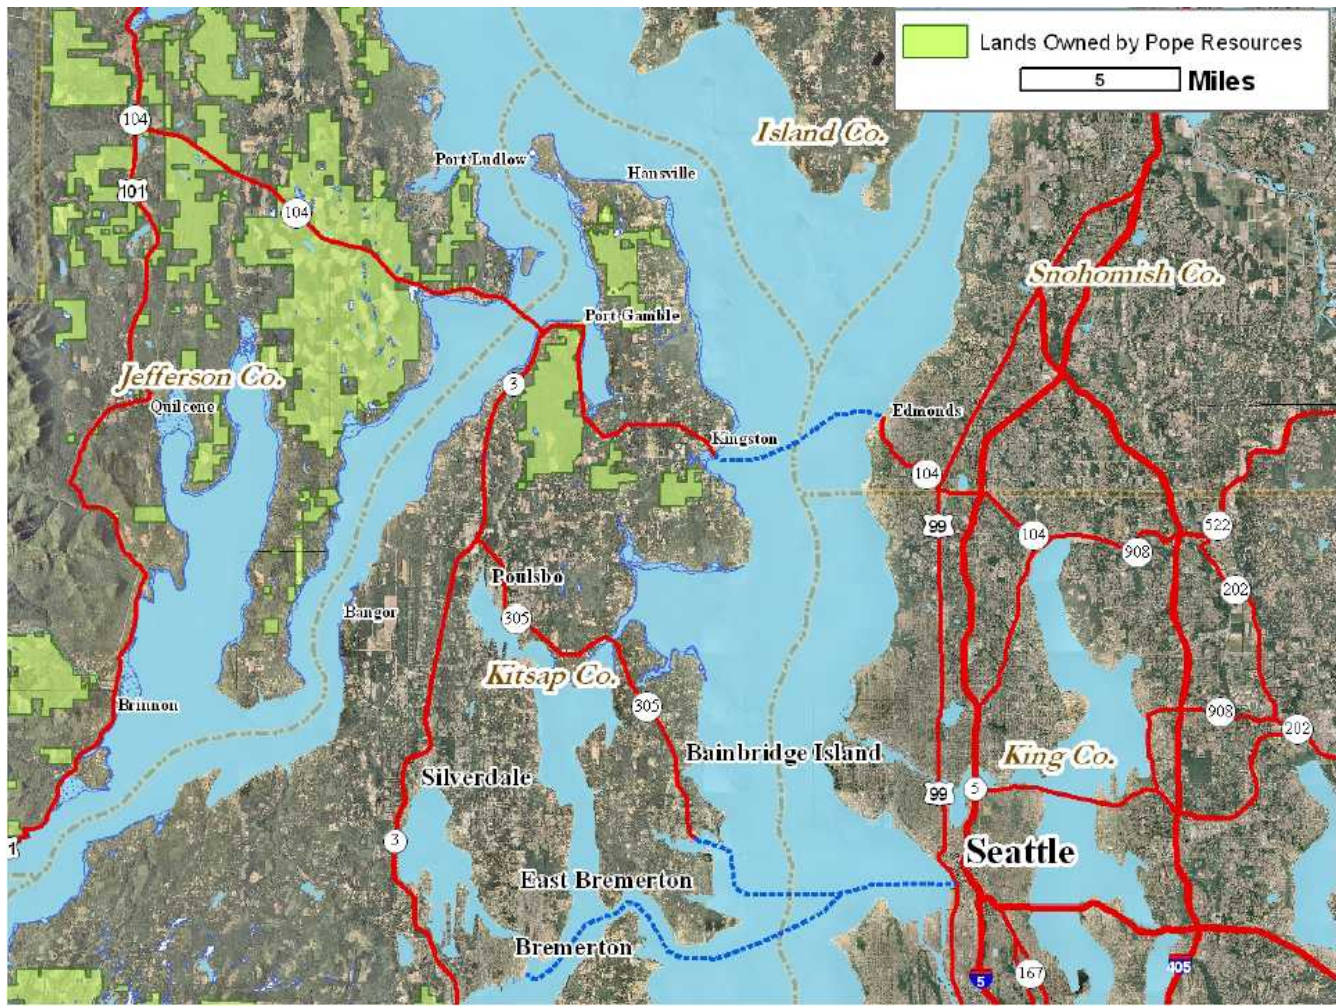 Lands Owned by Pope Resources
5 Miles
Island Co.
104
Port Ludlow
Hansville
101
104
Snohomish Co.
Port Gamble
Jefferson Co.
3
Quilcene
Edmonds
Kingston
104
99
522
104
908
Poulsbo
202
Bangor
305
Kitsap Co.
Brinnon
305
908
202
Bainbridge Island
King Co.
Silverdale
99
5
3
1
Seattle
East Bremerton
Bremerton
405
167
5